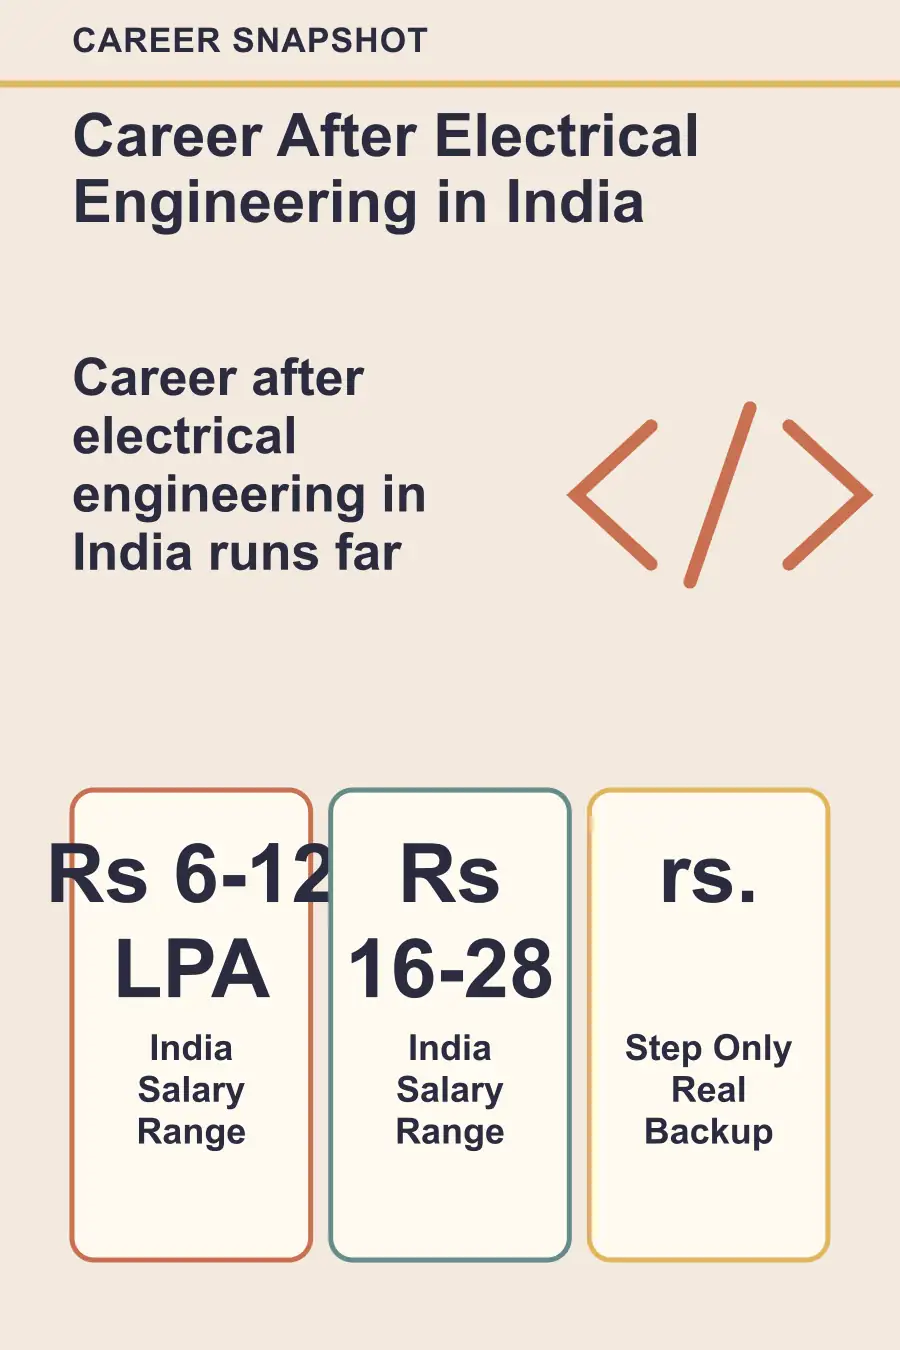 CAREER SNAPSHOT
Career After Electrical
Engineering in India
Career after
electrical
engineering in
India runs far
Rs 6-12
LPA
India
Salary
Range
Rs
16-28
India
Salary
Range
rs.
Step Only
Real
Backup